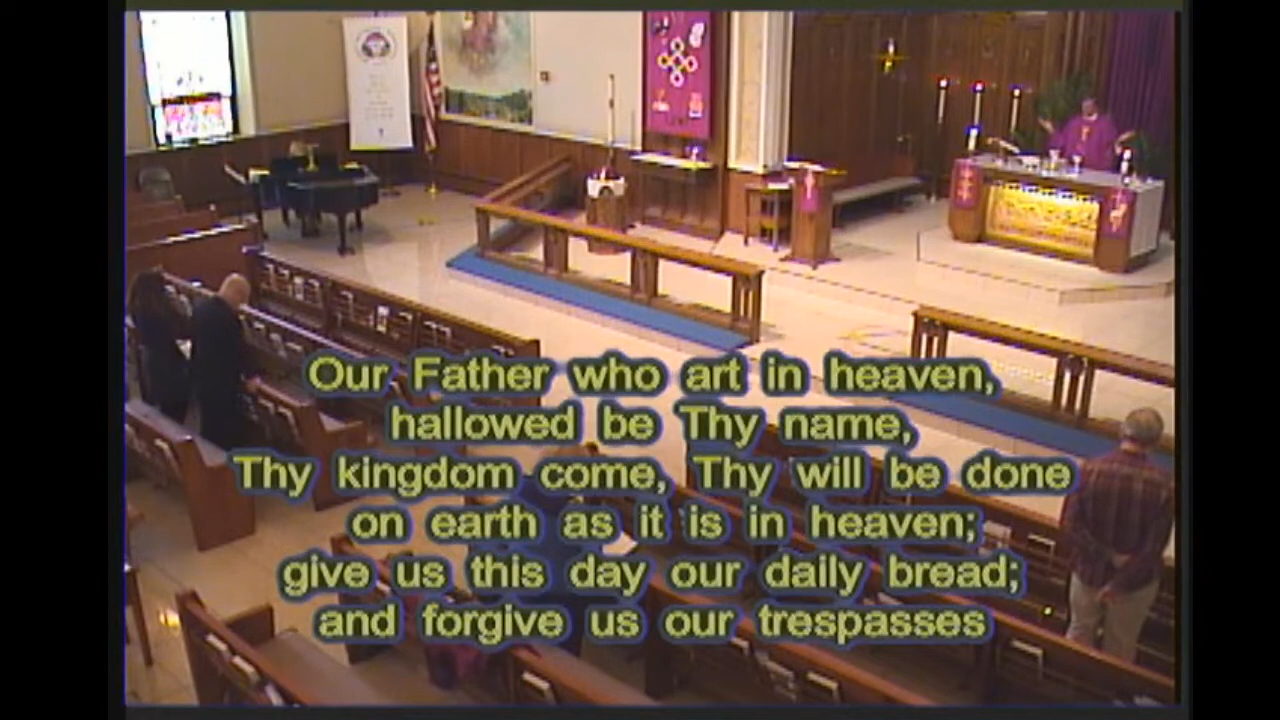 Our Father who art in heaven,
hallowed be Thy name,
Thy kingdom come, Thy will be done
on earth as it is in heaven;
give us this day our daily bread;
and forgive us our trespasses